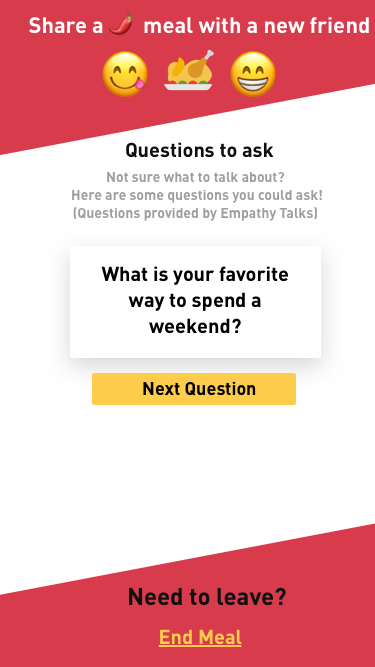 Share a 🌶️ meal with a new friend
😋 🍗 😁
Questions to ask
Not sure what to talk about?
Here are some questions you could ask!
(Questions provided by Empathy Talks)
What is your favorite
way to spend a
weekend?
Next Question
Need to leave?
End Meal